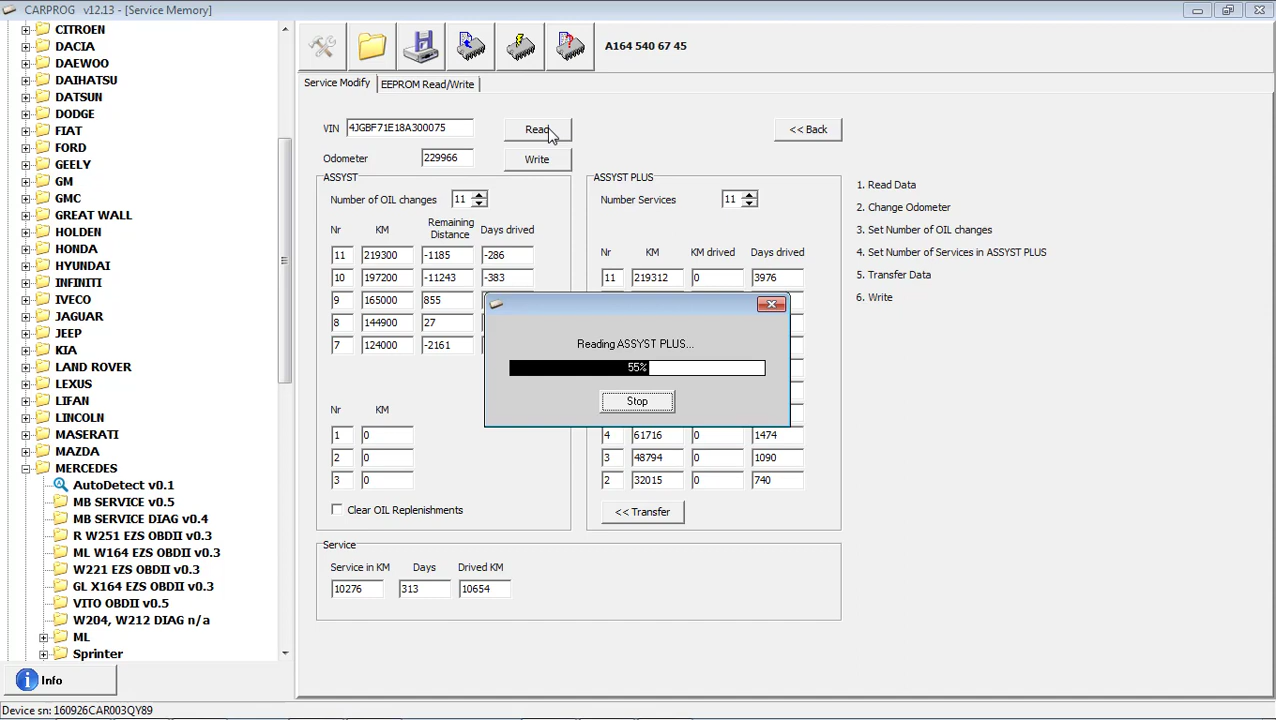 CARPROG v12.13 - [Service Memory]
CITROEN
DACIA
DAEWOO
DAIHATSU
DATSUN
DODGE
FIAT
FORD
GEELY
GM
GMC
GREAT WALL
HOLDEN
HONDA
HYUNDAI
INFINITI
IVECO
JAGUAR
JEEP
KIA
LAND ROVER
LEXUS
LIFAN
LINCOLN
MASERATI
MAZDA
MERCEDES
AutoDetect v0.1
MB SERVICE v0.5
MB SERVICE DIAG v0.4
R W251 EZS OBDII v0.3
ML W164 EZS OBDII v0.3
W221 EZS OBDII v0.3
GL X164 EZS OBDII v0.3
VITO OBDII v0.5
W204, W212 DIAG n/a
ML
Sprinter
Info
Device sn: 160926CAR003QY89
A164 540 67 45
Service Modify EEPROM Read/Write
VIN 4JGBF71E18A300075 Read << Back
Odometer 229966 Write
ASSYST
Number of OIL changes 11
Nr KM Remaining Distance Days drived
11 219300 -1185 -286
10 197200 -11243 -383
9 165000 855
8 144900 27
7 124000 -2161
Nr KM
1 0
2 0
3 0
Clear OIL Replenishments
ASSYST PLUS
Number Services 11
Nr KM KM drived Days drived
11 219312 0 3976
4 61716 0 1474
3 48794 0 1090
2 32015 0 740
<< Transfer
Reading ASSYST PLUS...
55%
Stop
Service
Service in KM Days Drived KM
10276 313 10654
1. Read Data
2. Change Odometer
3. Set Number of OIL changes
4. Set Number of Services in ASSYST PLUS
5. Transfer Data
6. Write